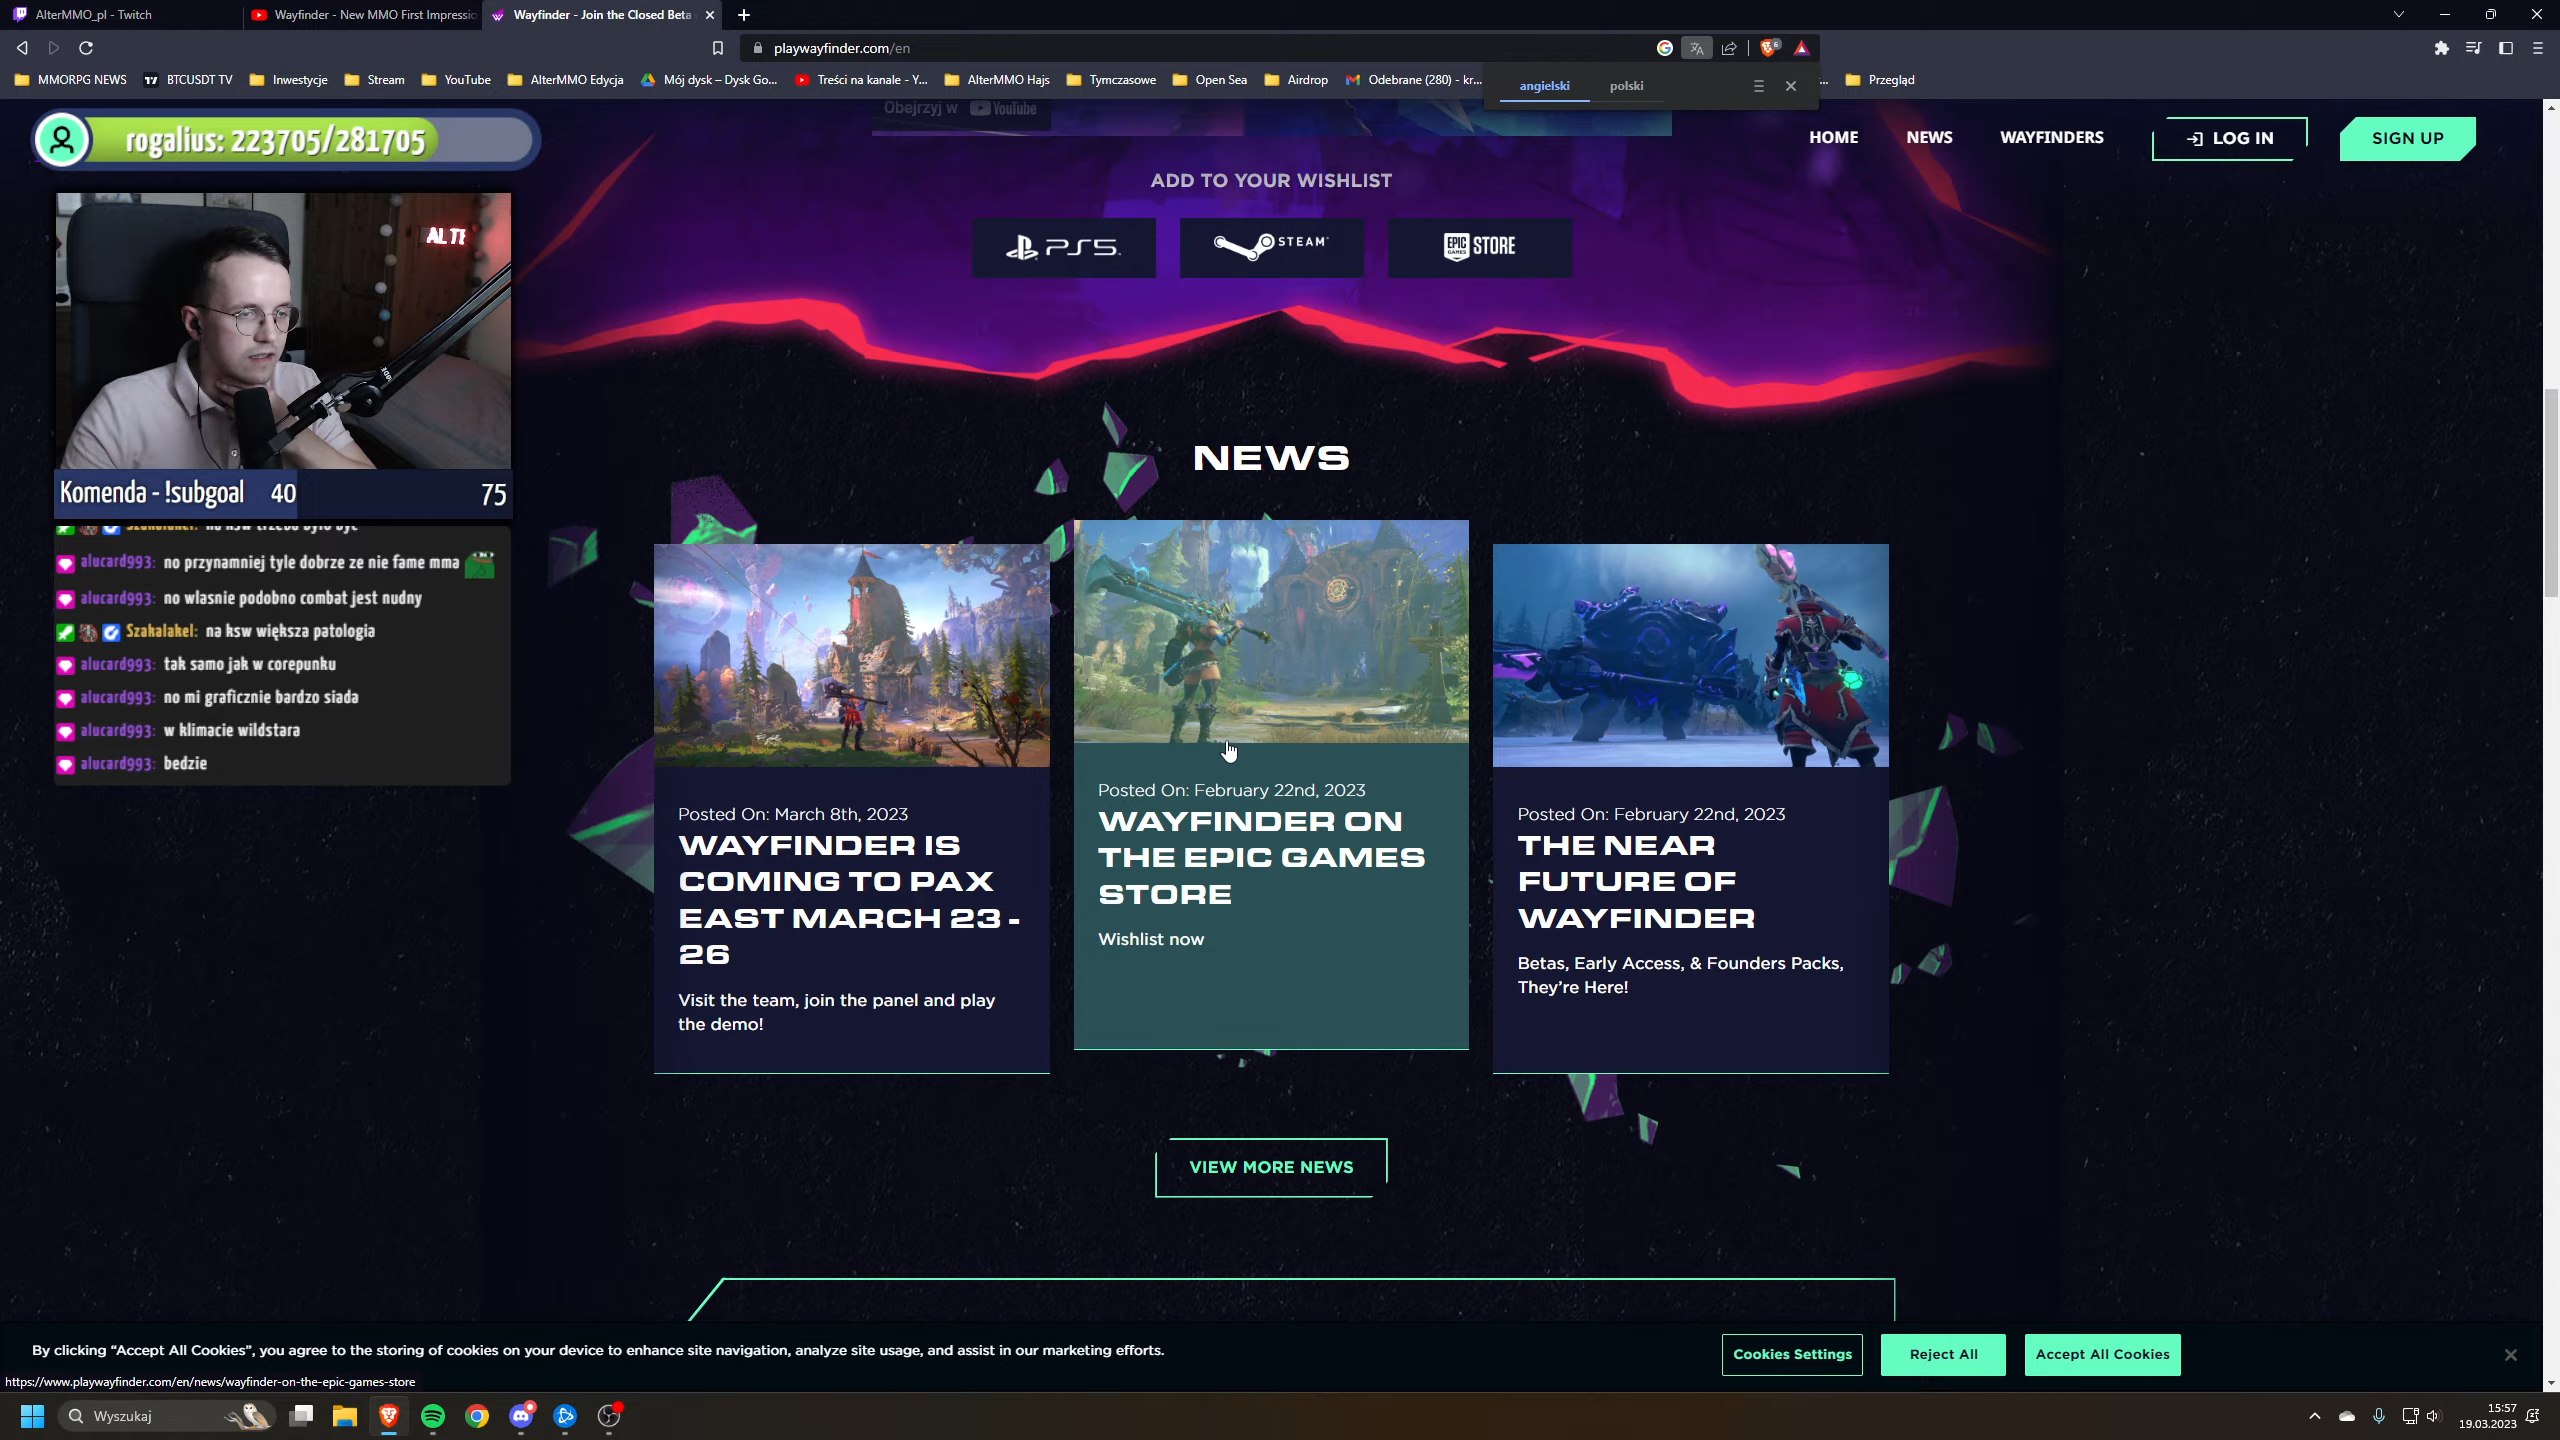 AlterMMO_pl - Twitch
Wayfinder - New MMO First Impressio
Wayfinder - Join the Closed Beta
playwayfinder.com/en
6
MMORPG NEWS
BTCUSDT TV
Inwestycje
Stream
YouTube
AlterMMO Edycja
Mój dysk – Dysk Go...
Treści na kanale - Y...
AlterMMO Hajs
Tymczasowe
Open Sea
Airdrop
Odebrane (280) - kr...
...
Przegląd
angielski
polski
Obejrzyj w YouTube
rogalius: 223705/281705
HOME
NEWS
WAYFINDERS
LOG IN
SIGN UP
ADD TO YOUR WISHLIST
PS5
STEAM
EPIC GAMES STORE
ALTE
Komenda - !subgoal 40 75
Szakalakel: na ksw trzeba było być
alucard993: no przynamniej tyle dobrze ze nie fame mma
alucard993: no wlasnie podobno combat jest nudny
Szakalakel: na ksw większa patologia
alucard993: tak samo jak w corepunku
alucard993: no mi graficznie bardzo siada
alucard993: w klimacie wildstara
alucard993: bedzie
NEWS
Posted On: March 8th, 2023
WAYFINDER IS
COMING TO PAX
EAST MARCH 23 -
26
Visit the team, join the panel and play
the demo!
Posted On: February 22nd, 2023
WAYFINDER ON
THE EPIC GAMES
STORE
Wishlist now
Posted On: February 22nd, 2023
THE NEAR
FUTURE OF
WAYFINDER
Betas, Early Access, & Founders Packs,
They’re Here!
VIEW MORE NEWS
By clicking “Accept All Cookies”, you agree to the storing of cookies on your device to enhance site navigation, analyze site usage, and assist in our marketing efforts.
Cookies Settings
Reject All
Accept All Cookies
https://www.playwayfinder.com/en/news/wayfinder-on-the-epic-games-store
Wyszukaj
15:57
19.03.2023